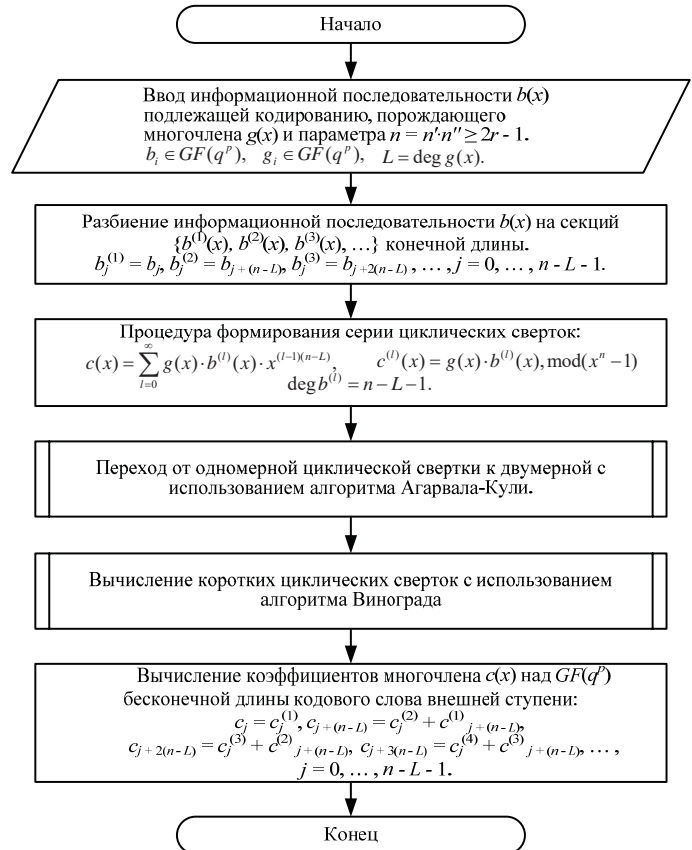 Начало
Ввод информационной последовательности b(x)
подлежащей кодированию, порождающего
многочлена g(x) и параметра n = n′·n″ ≥ 2r - 1.
b_i ∈ GF(q^p), g_i ∈ GF(q^p), L = deg g(x).
Разбиение информационной последовательности b(x) на секций
{b^(1)(x), b^(2)(x), b^(3)(x), …} конечной длины.
b_j^(1) = b_j, b_j^(2) = b_{j + (n-L)}, b_j^(3) = b_{j+2(n-L)} , … , j = 0, … , n - L - 1.
Процедура формирования серии циклических сверток:
c(x) = ∑_{l=0}^{∞} g(x) · b^(l)(x) · x^{(l-1)(n-L)}, c^(l)(x) = g(x) · b^(l)(x), mod(x^n − 1)
deg b^(l) = n − L − 1.
Переход от одномерной циклической свертки к двумерной с
использованием алгоритма Агарвала-Кули.
Вычисление коротких циклических сверток с использованием
алгоритма Винограда
Вычисление коэффициентов многочлена c(x) над GF(q^p)
бесконечной длины кодового слова внешней ступени:
c_j = c_j^(1), c_{j + (n-L)} = c_j^(2) + c^(1)_{j + (n-L)},
c_{j + 2(n-L)} = c_j^(3) + c^(2)_{j + (n-L)}, c_{j + 3(n-L)} = c_j^(4) + c^(3)_{j + (n-L)}, … ,
j = 0, … , n - L - 1.
Конец